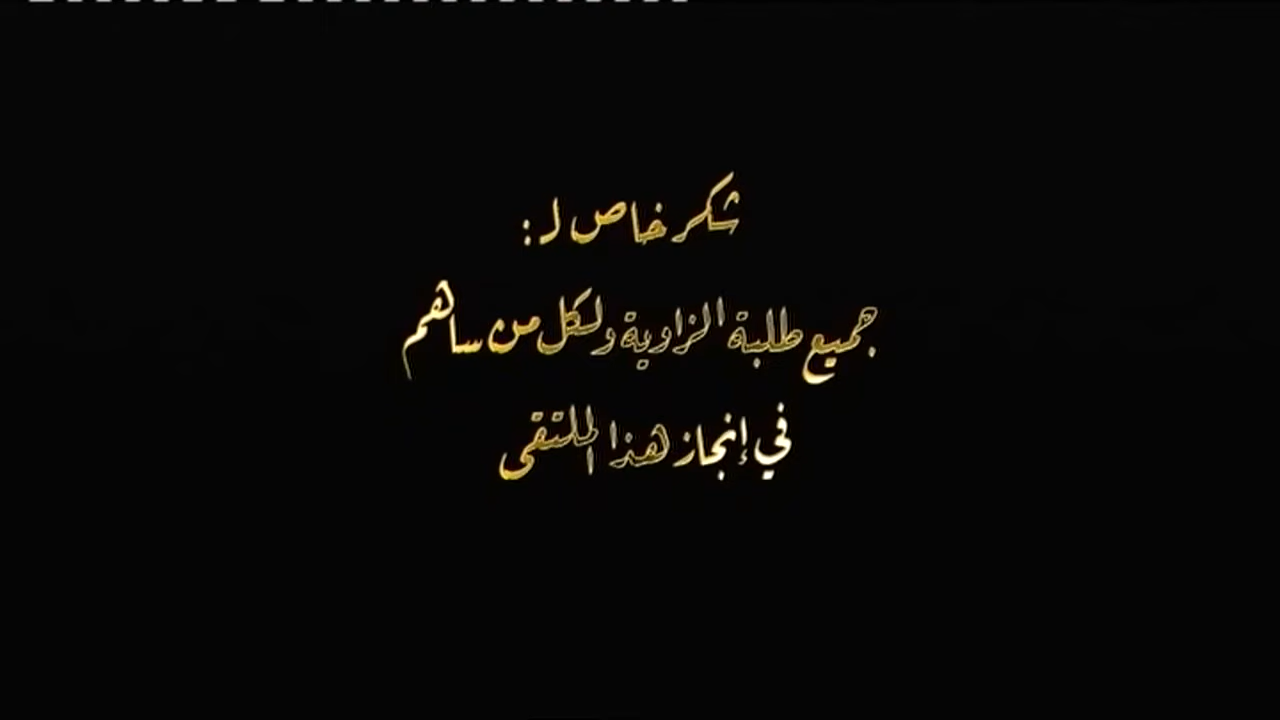 شكر خاص لـ :
جميع طلبة الزاوية ولكل من ساهم
في إنجاز هذا الملتقى